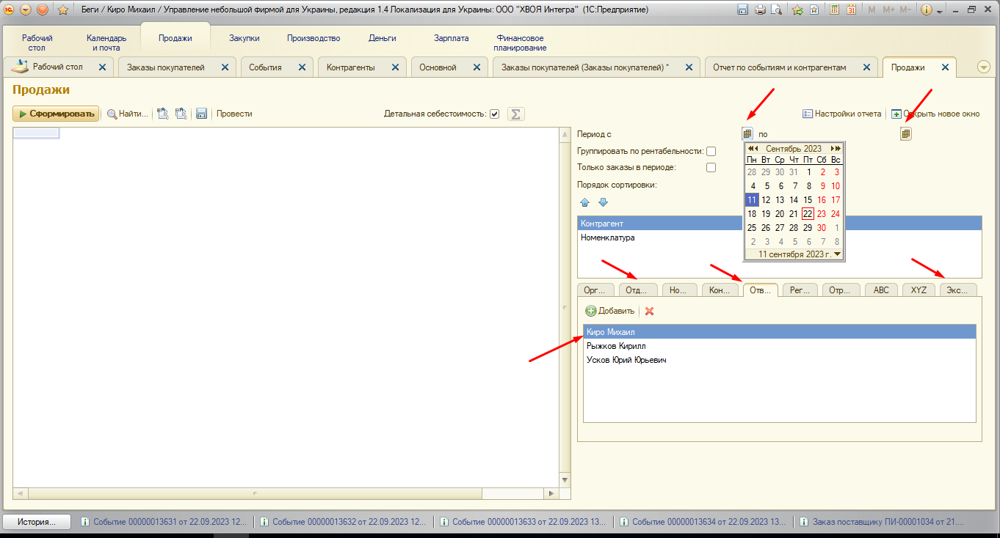 Беги / Киро Михаил / Управление небольшой фирмой для Украины, редакция 1.4 Локализация для Украины: ООО "ХВОЯ Интегра" (1С:Предприятие)
M M+ M-
Рабочий стол
Календарь и почта
Продажи
Закупки
Производство
Деньги
Зарплата
Финансовое планирование
Рабочий стол
Заказы покупателей
События
Контрагенты
Основной
Заказы покупателей (Заказы покупателей) *
Отчет по событиям и контрагентам
Продажи
Продажи
Сформировать
Найти...
Провести
Детальная себестоимость:
Σ
Настройки отчета
Открыть новое окно
Период с
по
Группировать по рентабельности:
Только заказы в периоде:
Порядок сортировки:
Сентябрь 2023
Пн Вт Ср Чт Пт Сб Вс
28 29 30 31 1 2 3
4 5 6 7 8 9 10
11 12 13 14 15 16 17
18 19 20 21 22 23 24
25 26 27 28 29 30 1
2 3 4 5 6 7 8
11 сентября 2023 г.
Контрагент
Номенклатура
Орг... Отд... Но... Кон... Отв... Рег... Отр... ABC XYZ Экс...
Добавить
Киро Михаил
Рыжков Кирилл
Усков Юрий Юрьевич
История...
Событие 00000013631 от 22.09.2023 12...
Событие 00000013632 от 22.09.2023 12...
Событие 00000013633 от 22.09.2023 13...
Событие 00000013634 от 22.09.2023 13...
Заказ поставщику ПИ-00001034 от 21....